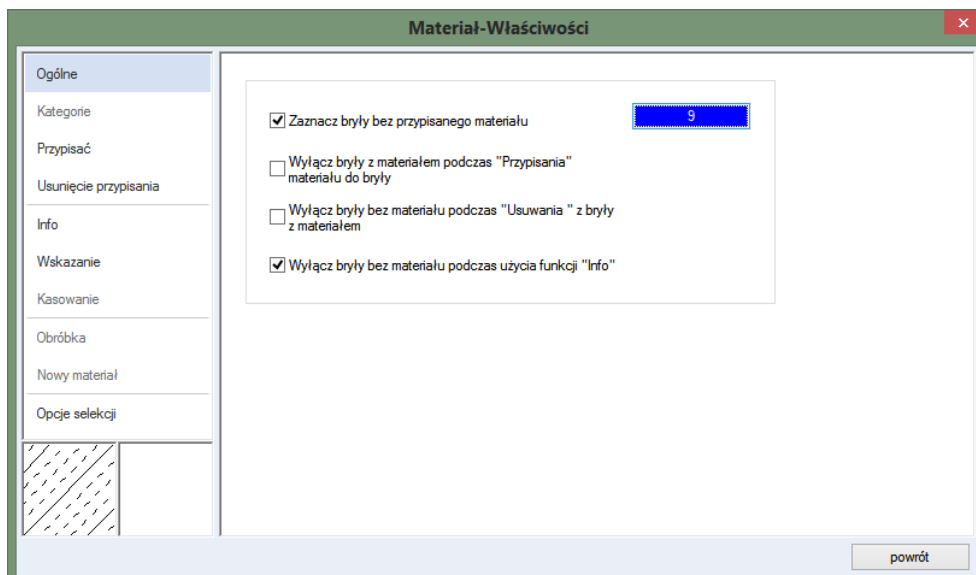 Materiał-Właściwości
Ogólne
Kategorie
Przypisać
Usunięcie przypisania
Info
Wskazanie
Kasowanie
Obróbka
Nowy materiał
Opcje selekcji
Zaznacz bryły bez przypisanego materiału
9
Wyłącz bryły z materiałem podczas "Przypisania"
materiału do bryły
Wyłącz bryły bez materiału podczas "Usuwania " z bryły
z materiałem
Wyłącz bryły bez materiału podczas użycia funkcji "Info"
powrót